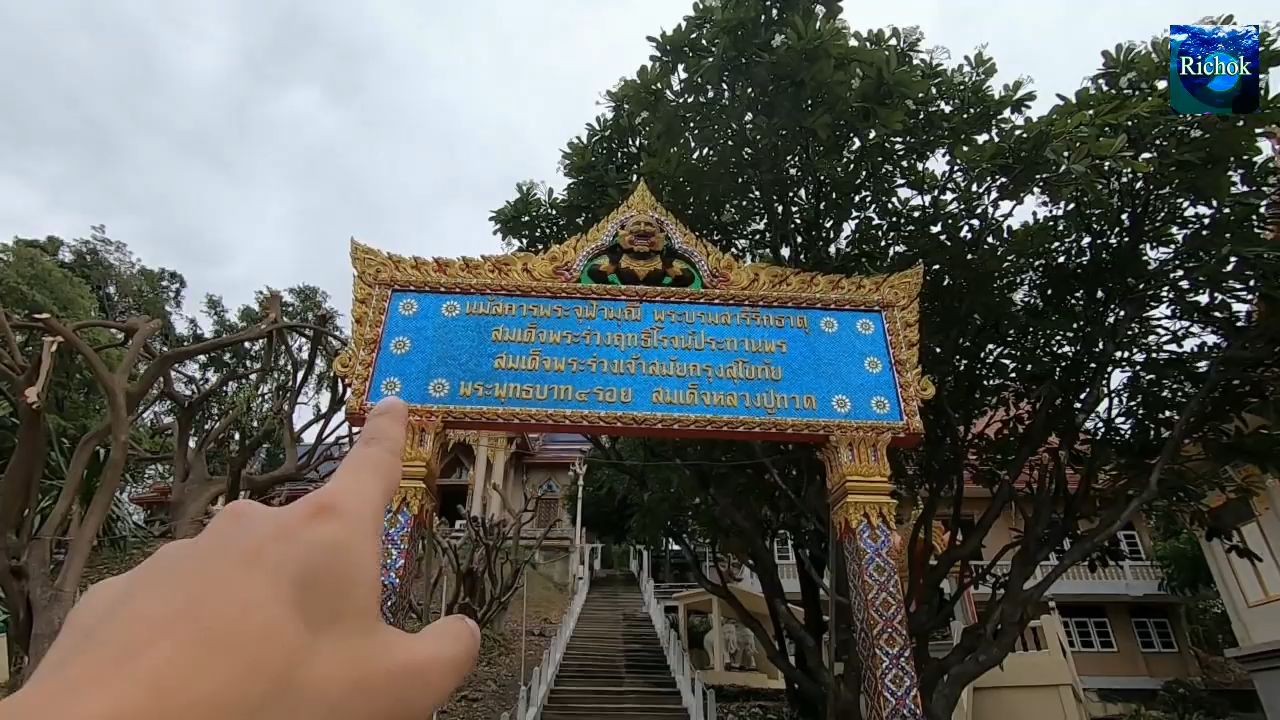 Richok
นมัสการพระจุฬามุณี พระบรมสารีริกธาตุ
สมเด็จพระร่วงฤทธิ์โรจน์ประทานพร
สมเด็จพระร่วงเจ้าสมัยกรุงสุโขทัย
พระพุทธบาท๔รอย สมเด็จหลวงปู่ทวด